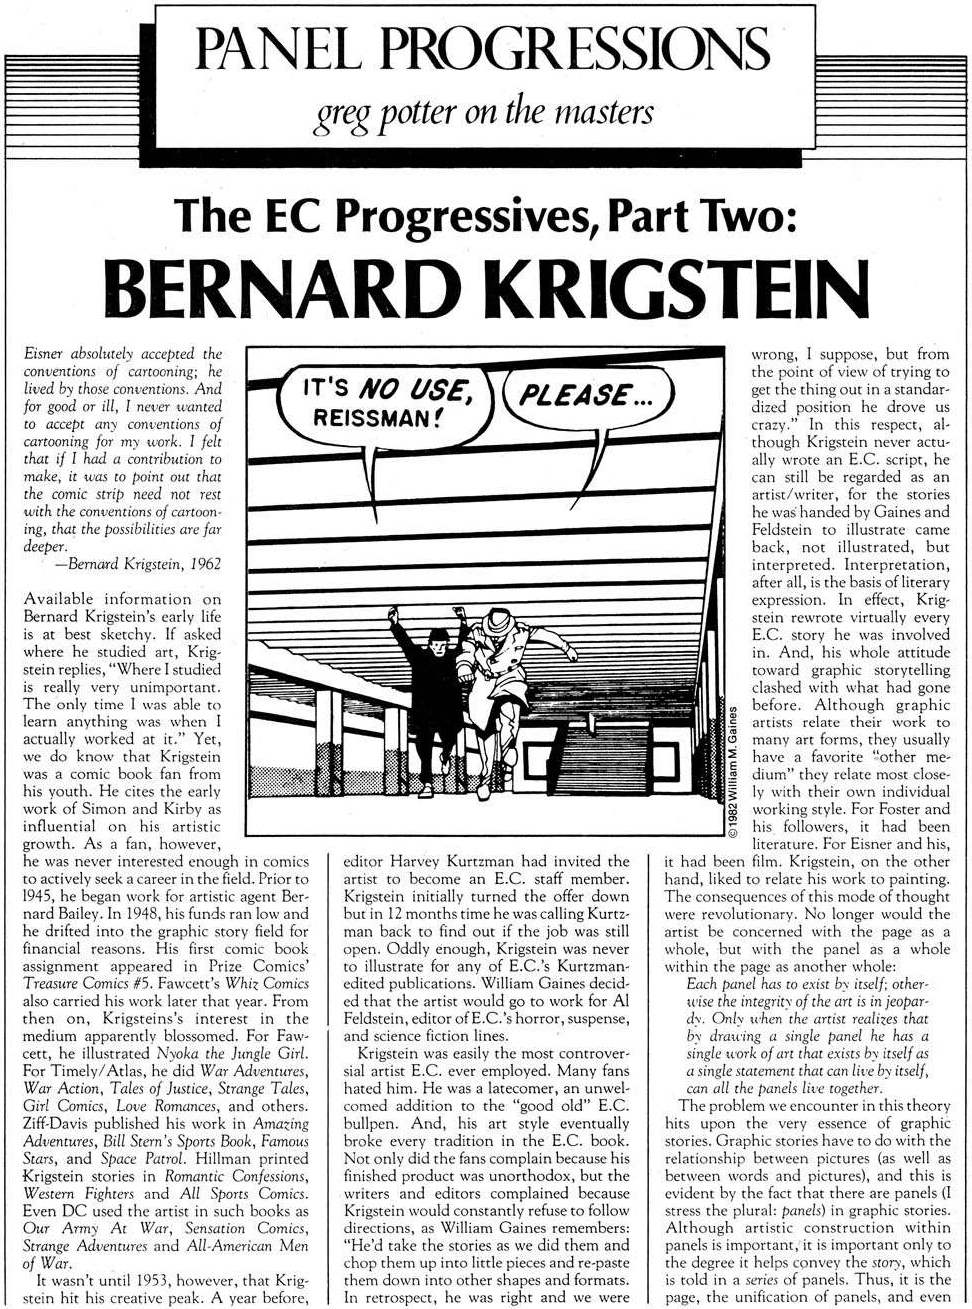 PANEL PROGRESSIONS
greg potter on the masters
The EC Progressives, Part Two:
BERNARD KRIGSTEIN
Eisner absolutely accepted the
conventions of cartooning; he
lived by those conventions. And
for good or ill, I never wanted
to accept any conventions of
cartooning for my work. I felt
that if I had a contribution to
make, it was to point out that
the comic strip need not rest
with the conventions of cartoon-
ing, that the possibilities are far
deeper.
—Bernard Krigstein, 1962
Available information on
Bernard Krigstein's early life
is at best sketchy. If asked
where he studied art, Krig-
stein replies, "Where I studied
is really very unimportant.
The only time I was able to
learn anything was when I
actually worked at it." Yet,
we do know that Krigstein
was a comic book fan from
his youth. He cites the early
work of Simon and Kirby as
influential on his artistic
growth. As a fan, however,
he was never interested enough in comics
to actively seek a career in the field. Prior to
1945, he began work for artistic agent Ber-
nard Bailey. In 1948, his funds ran low and
he drifted into the graphic story field for
financial reasons. His first comic book
assignment appeared in Prize Comics'
Treasure Comics #5. Fawcett's Whiz Comics
also carried his work later that year. From
then on, Krigsteins's interest in the
medium apparently blossomed. For Faw-
cett, he illustrated Nyoka the Jungle Girl.
For Timely/Atlas, he did War Adventures,
War Action, Tales of Justice, Strange Tales,
Girl Comics, Love Romances, and others.
Ziff-Davis published his work in Amazing
Adventures, Bill Stern's Sports Book, Famous
Stars, and Space Patrol. Hillman printed
Krigstein stories in Romantic Confessions,
Western Fighters and All Sports Comics.
Even DC used the artist in such books as
Our Army At War, Sensation Comics,
Strange Adventures and All-American Men
of War.
It wasn't until 1953, however, that Krig-
stein hit his creative peak. A year before,
IT'S NO USE,
REISSMAN!
PLEASE...
©1982 William M. Gaines
editor Harvey Kurtzman had invited the
artist to become an E.C. staff member.
Krigstein initially turned the offer down
but in 12 months time he was calling Kurtz-
man back to find out if the job was still
open. Oddly enough, Krigstein was never
to illustrate for any of E.C.'s Kurtzman-
edited publications. William Gaines decid-
ed that the artist would go to work for Al
Feldstein, editor of E.C.'s horror, suspense,
and science fiction lines.
Krigstein was easily the most controver-
sial artist E.C. ever employed. Many fans
hated him. He was a latecomer, an unwel-
comed addition to the "good old" E.C.
bullpen. And, his art style eventually
broke every tradition in the E.C. book.
Not only did the fans complain because his
finished product was unorthodox, but the
writers and editors complained because
Krigstein would constantly refuse to follow
directions, as William Gaines remembers:
"He'd take the stories as we did them and
chop them up into little pieces and re-paste
them down into other shapes and formats.
In retrospect, he was right and we were
wrong, I suppose, but from
the point of view of trying to
get the thing out in a standar-
dized position he drove us
crazy." In this respect, al-
though Krigstein never actu-
ally wrote an E.C. script, he
can still be regarded as an
artist/writer, for the stories
he was handed by Gaines and
Feldstein to illustrate came
back, not illustrated, but
interpreted. Interpretation,
after all, is the basis of literary
expression. In effect, Krig-
stein rewrote virtually every
E.C. story he was involved
in. And, his whole attitude
toward graphic storytelling
clashed with what had gone
before. Although graphic
artists relate their work to
many art forms, they usually
have a favorite "other me-
dium" they relate most close-
ly with their own individual
working style. For Foster and
his followers, it had been
literature. For Eisner and his,
it had been film. Krigstein, on the other
hand, liked to relate his work to painting.
The consequences of this mode of thought
were revolutionary. No longer would the
artist be concerned with the page as a
whole, but with the panel as a whole
within the page as another whole:
Each panel has to exist by itself; other-
wise the integrity of the art is in jeopar-
dy. Only when the artist realizes that
by drawing a single panel he has a
single work of art that exists by itself as
a single statement that can live by itself,
can all the panels live together.
The problem we encounter in this theory
hits upon the very essence of graphic
stories. Graphic stories have to do with the
relationship between pictures (as well as
between words and pictures), and this is
evident by the fact that there are panels (I
stress the plural: panels) in graphic stories.
Although artistic construction within
panels is important, it is important only to
the degree it helps convey the story, which
is told in a series of panels. Thus, it is the
page, the unification of panels, and even